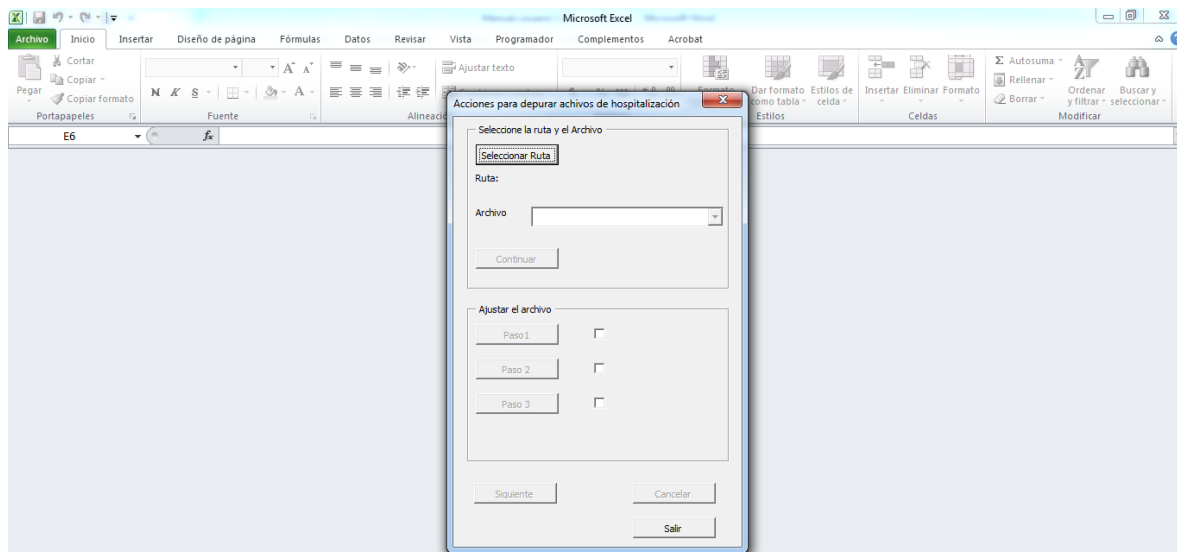 Microsoft Excel
Archivo Inicio Insertar Diseño de página Fórmulas Datos Revisar Vista Programador Complementos Acrobat
Cortar
Copiar
Copiar formato
Pegar
Portapapeles
N K S
Fuente
Ajustar texto
Dar formato como tabla
Estilos de celda
Estilos
Insertar Eliminar Formato
Celdas
Autosuma
Rellenar
Borrar
Ordenar y filtrar
Buscar y seleccionar
Modificar
E6
fx
Acciones para depurar achivos de hospitalización
Seleccione la ruta y el Archivo
Seleccionar Ruta
Ruta:
Archivo
Continuar
Ajustar el archivo
Paso1
Paso 2
Paso 3
Siguiente
Cancelar
Salir